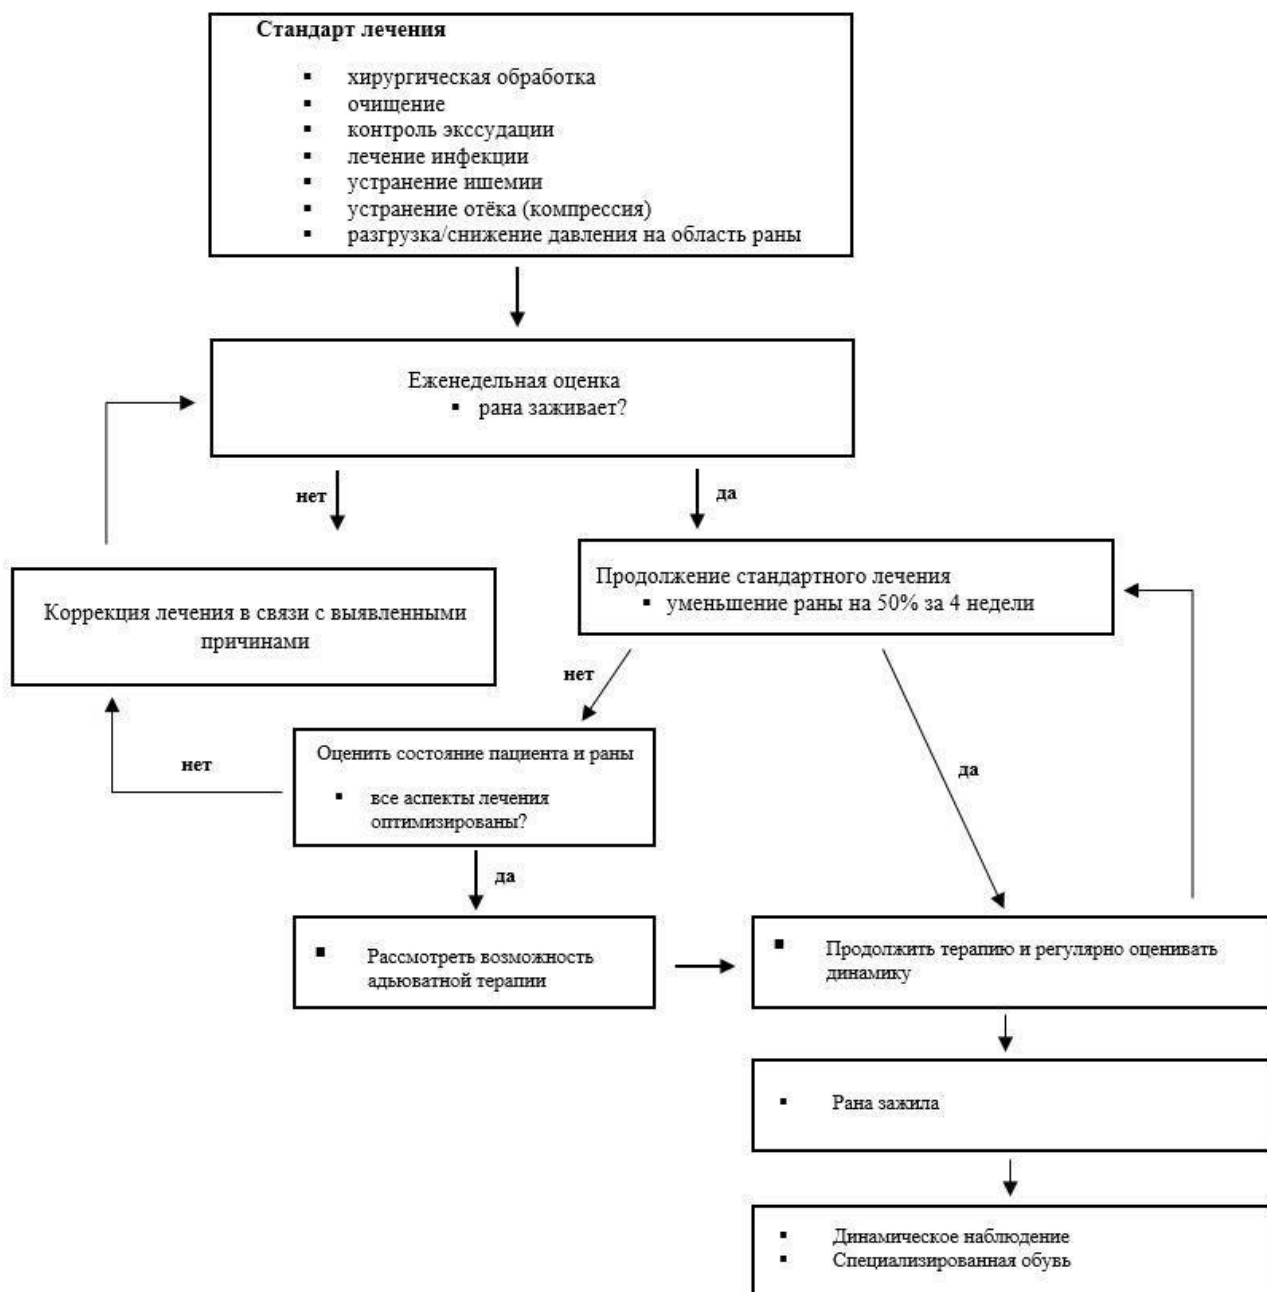 Стандарт лечения
▪ хирургическая обработка
▪ очищение
▪ контроль экссудации
▪ лечение инфекции
▪ устранение ишемии
▪ устранение отёка (компрессия)
▪ разгрузка/снижение давления на область раны
Еженедельная оценка
▪ рана заживает?
нет
да
Коррекция лечения в связи с выявленными
причинами
Продолжение стандартного лечения
▪ уменьшение раны на 50% за 4 недели
нет
да
Оценить состояние пациента и раны
▪ все аспекты лечения
оптимизированы?
нет
да
▪ Рассмотреть возможность
адьюватной терапии
▪ Продолжить терапию и регулярно оценивать
динамику
▪ Рана зажила
▪ Динамическое наблюдение
▪ Специализированная обувь